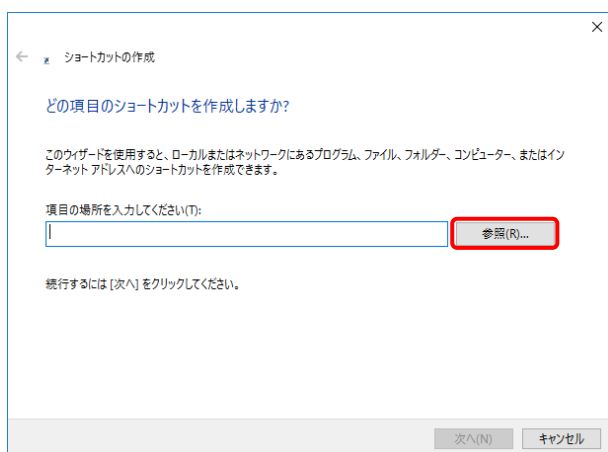 ショートカットの作成
どの項目のショートカットを作成しますか?
このウィザードを使用すると、ローカルまたはネットワークにあるプログラム、ファイル、フォルダー、コンピューター、またはイン
ターネット アドレスへのショートカットを作成できます。
項目の場所を入力してください(T):
参照(R)...
続行するには [次へ] をクリックしてください。
次へ(N)
キャンセル